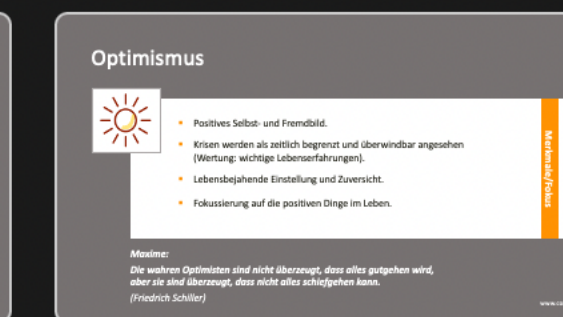 Optimismus
Positives Selbst- und Fremdbild.
Krisen werden als zeitlich begrenzt und überwindbar angesehen
(Wertung: wichtige Lebenserfahrungen).
Lebensbejahende Einstellung und Zuversicht.
Fokussierung auf die positiven Dinge im Leben.
Merkmale/Fokus
Maxime:
Die wahren Optimisten sind nicht überzeugt, dass alles gutgehen wird,
aber sie sind überzeugt, dass nicht alles schiefgehen kann.
(Friedrich Schiller)